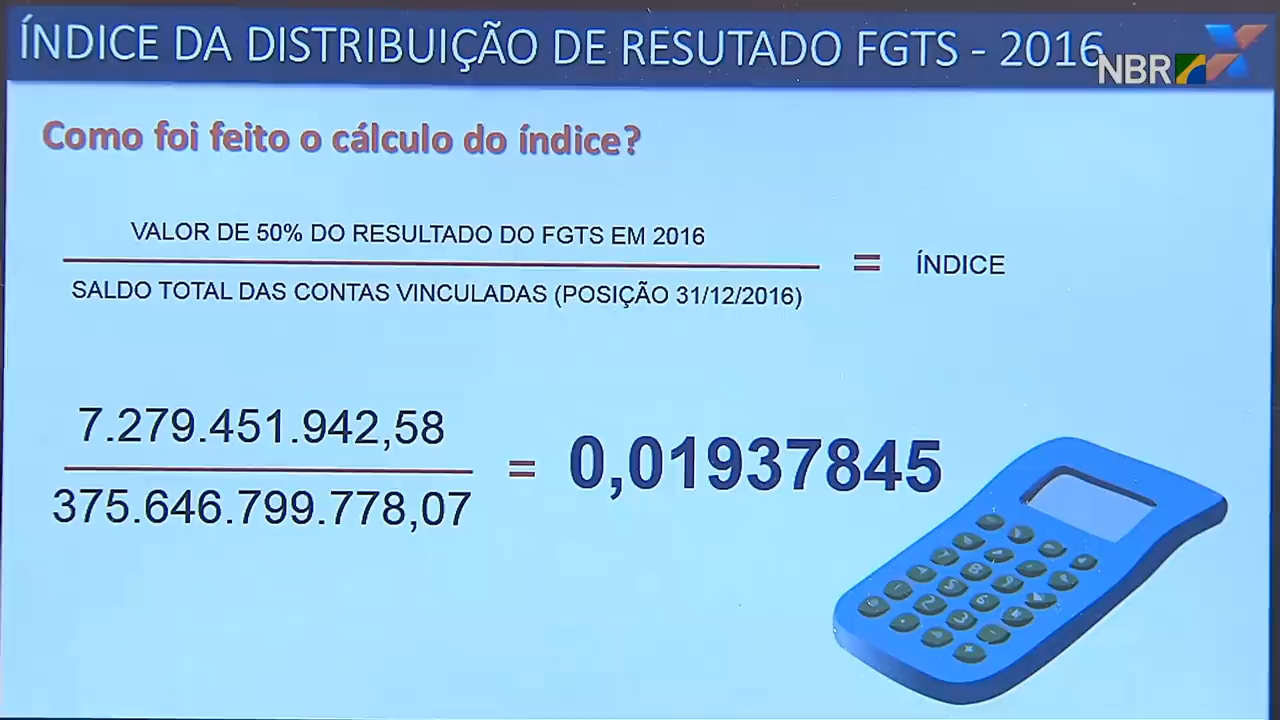 ÍNDICE DA DISTRIBUIÇÃO DE RESUTADO FGTS - 2016
NBR
Como foi feito o cálculo do índice?
VALOR DE 50% DO RESULTADO DO FGTS EM 2016
= ÍNDICE
SALDO TOTAL DAS CONTAS VINCULADAS (POSIÇÃO 31/12/2016)
7.279.451.942,58
= 0,01937845
375.646.799.778,07